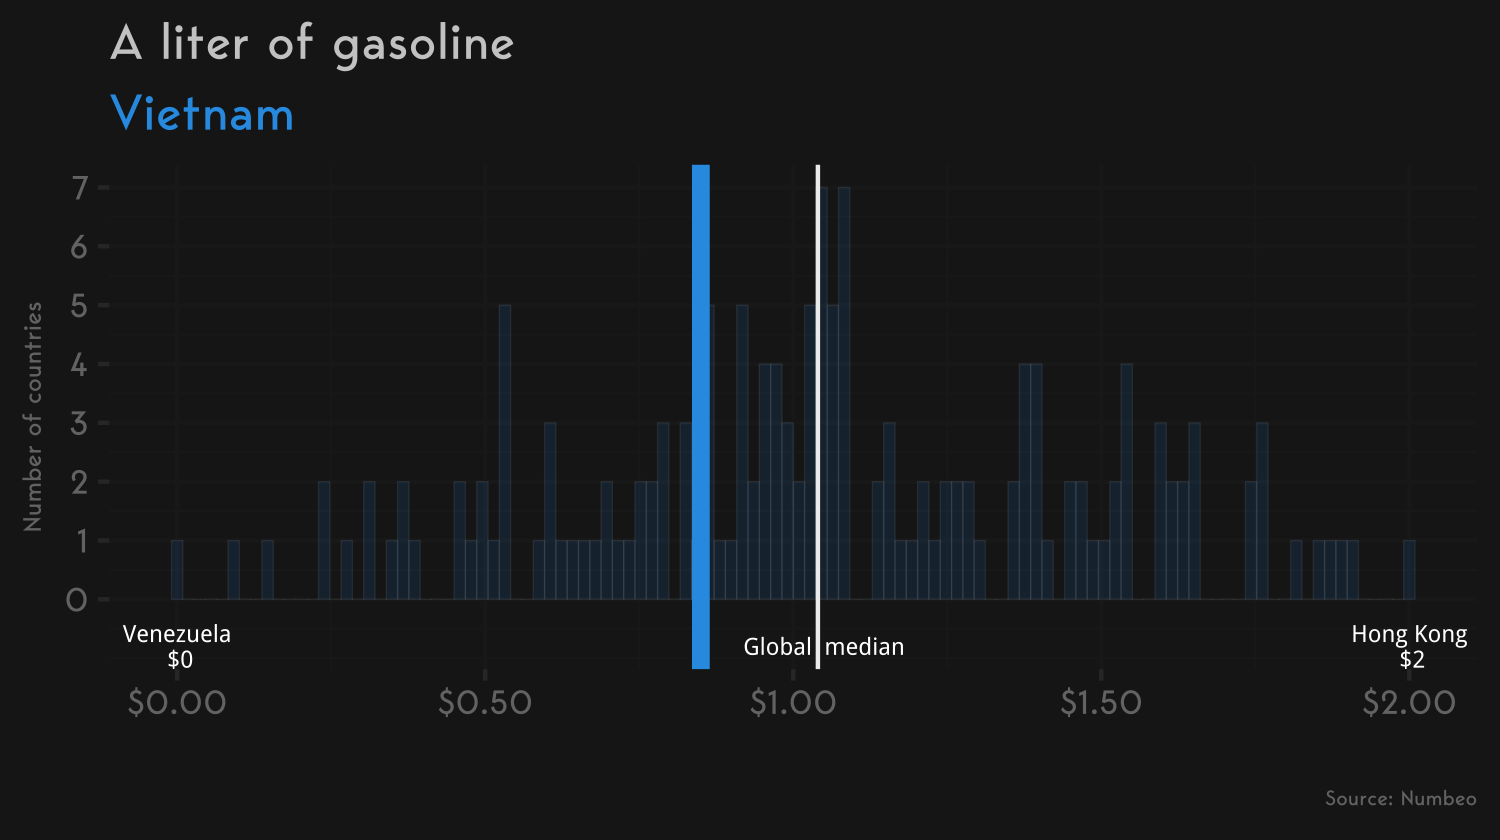 A liter of gasoline
Vietnam
Number of countries
7
6
5
4
3
2
1
0
Venezuela
$0
Global median
Hong Kong
$2
$0.00 $0.50 $1.00 $1.50 $2.00
Source: Numbeo